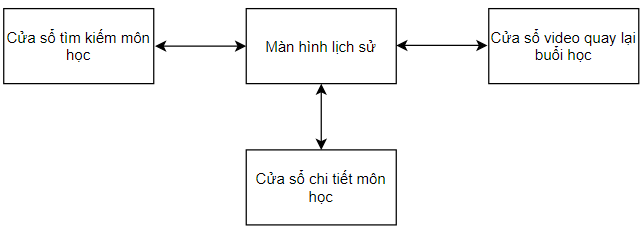 Cửa sổ tìm kiếm môn
học
Màn hình lịch sử
Cửa sổ video quay lại
buổi học
Cửa sổ chi tiết môn
học